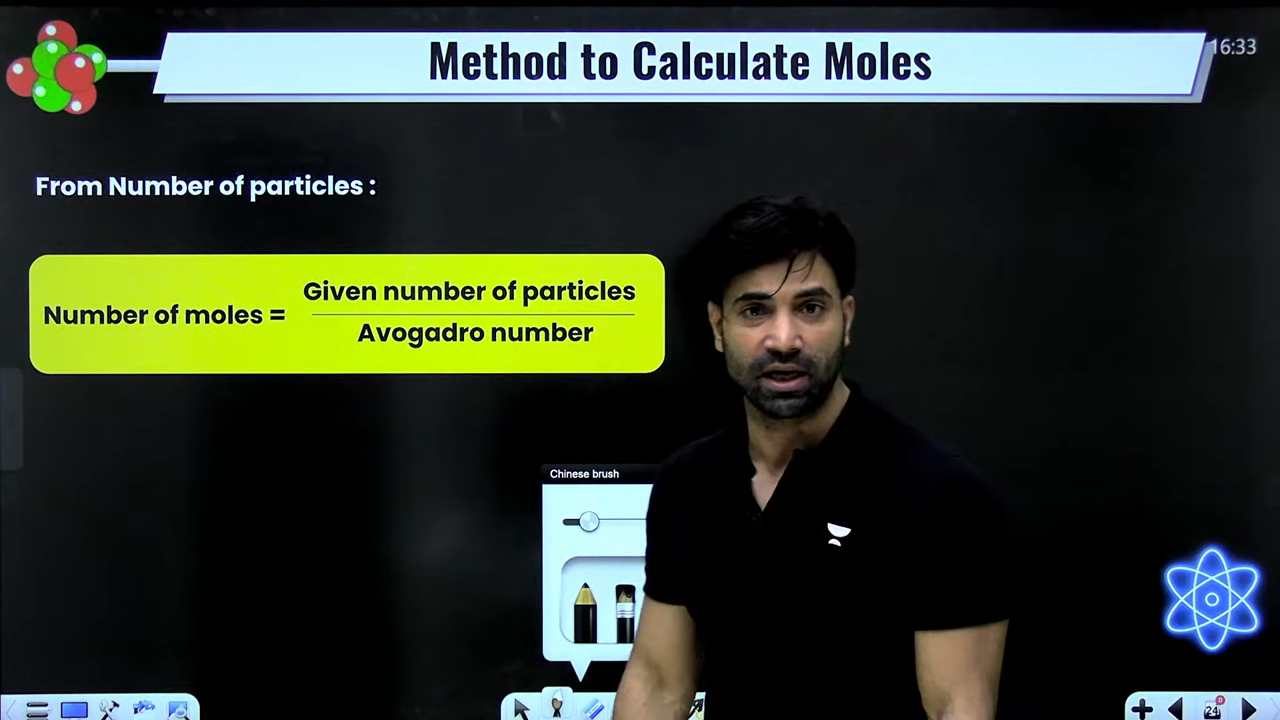 Method to Calculate Moles
16:33
From Number of particles :
Number of moles = Given number of particles
Avogadro number
Chinese brush
24